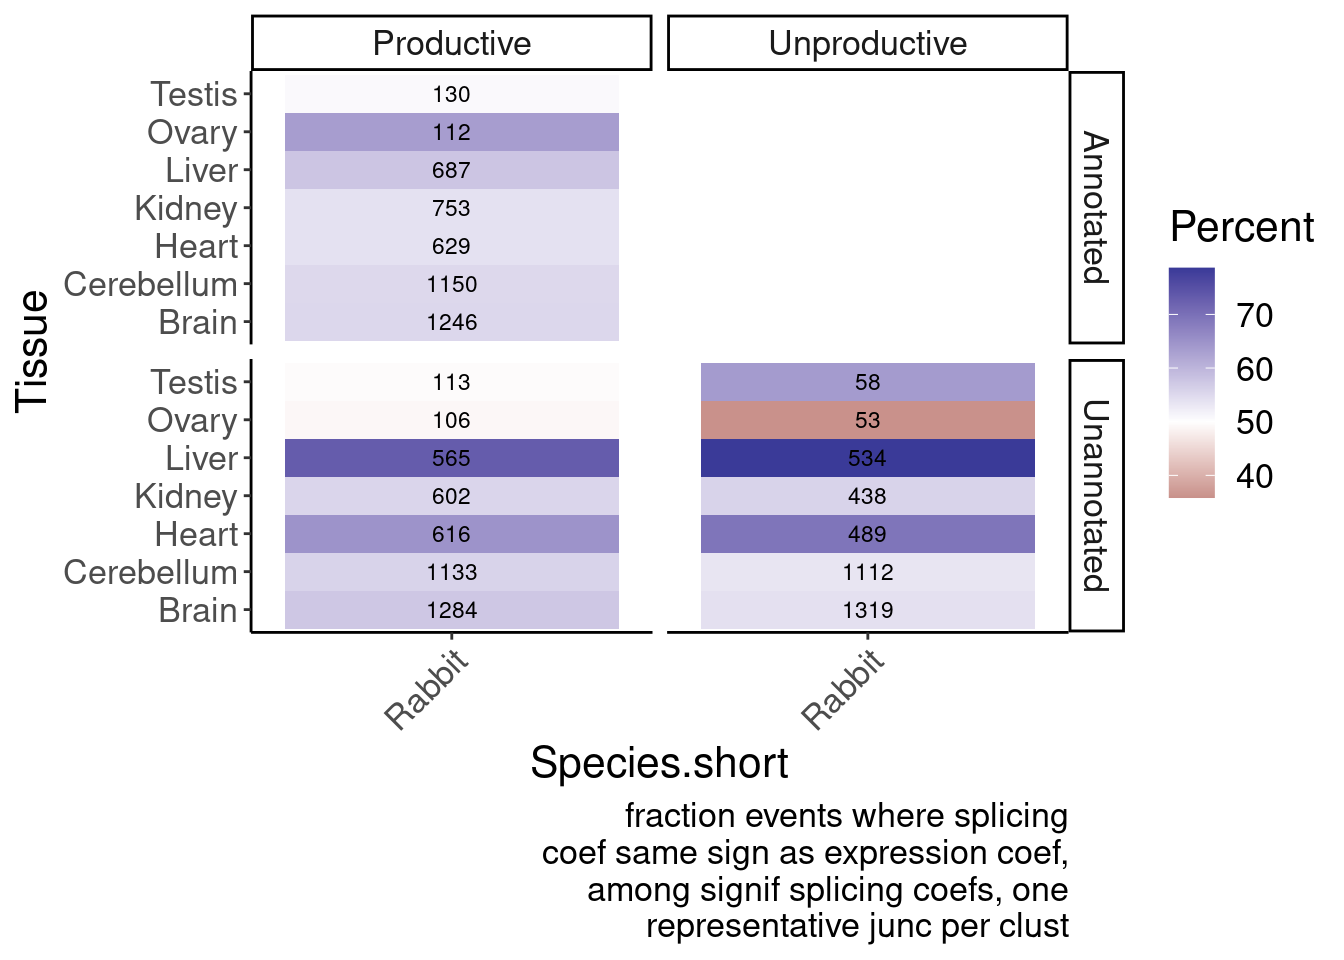 Productive
Unproductive
Testis 130
Ovary 112
Liver 687
Kidney 753
Heart 629
Cerebellum 1150
Brain 1246
Annotated
Testis 113 58
Ovary 106 53
Liver 565 534
Kidney 602 438
Heart 616 489
Cerebellum 1133 1112
Brain 1284 1319
Unannotated
Tissue
Rabbit
Rabbit
Species.short
Percent
70
60
50
40
fraction events where splicing
coef same sign as expression coef,
among signif splicing coefs, one
representative junc per clust